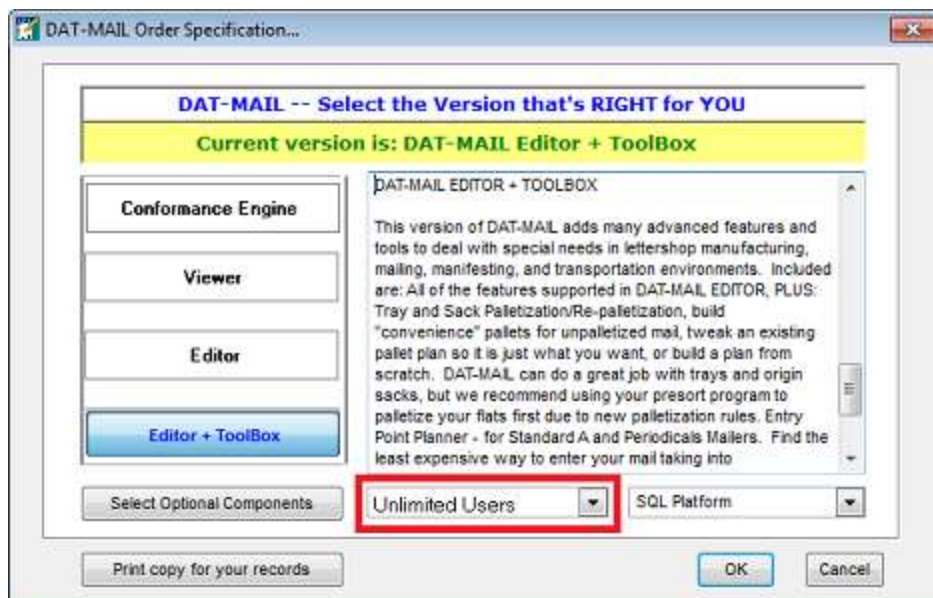 DAT-MAIL Order Specification...
DAT-MAIL -- Select the Version that's RIGHT for YOU
Current version is: DAT-MAIL Editor + ToolBox
Conformance Engine
Viewer
Editor
Editor + ToolBox
DAT-MAIL EDITOR + TOOLBOX
This version of DAT-MAIL adds many advanced features and
tools to deal with special needs in lettershop manufacturing,
mailing, manifesting, and transportation environments. Included
are: All of the features supported in DAT-MAIL EDITOR, PLUS:
Tray and Sack Palletization/Re-palletization, build
"convenience" pallets for unpalletized mail, tweak an existing
pallet plan so it is just what you want, or build a plan from
scratch. DAT-MAIL can do a great job with trays and origin
sacks, but we recommend using your presort program to
palletize your flats first due to new palletization rules. Entry
Point Planner - for Standard A and Periodicals Mailers. Find the
least expensive way to enter your mail taking into
Select Optional Components
Unlimited Users
SQL Platform
Print copy for your records
OK
Cancel